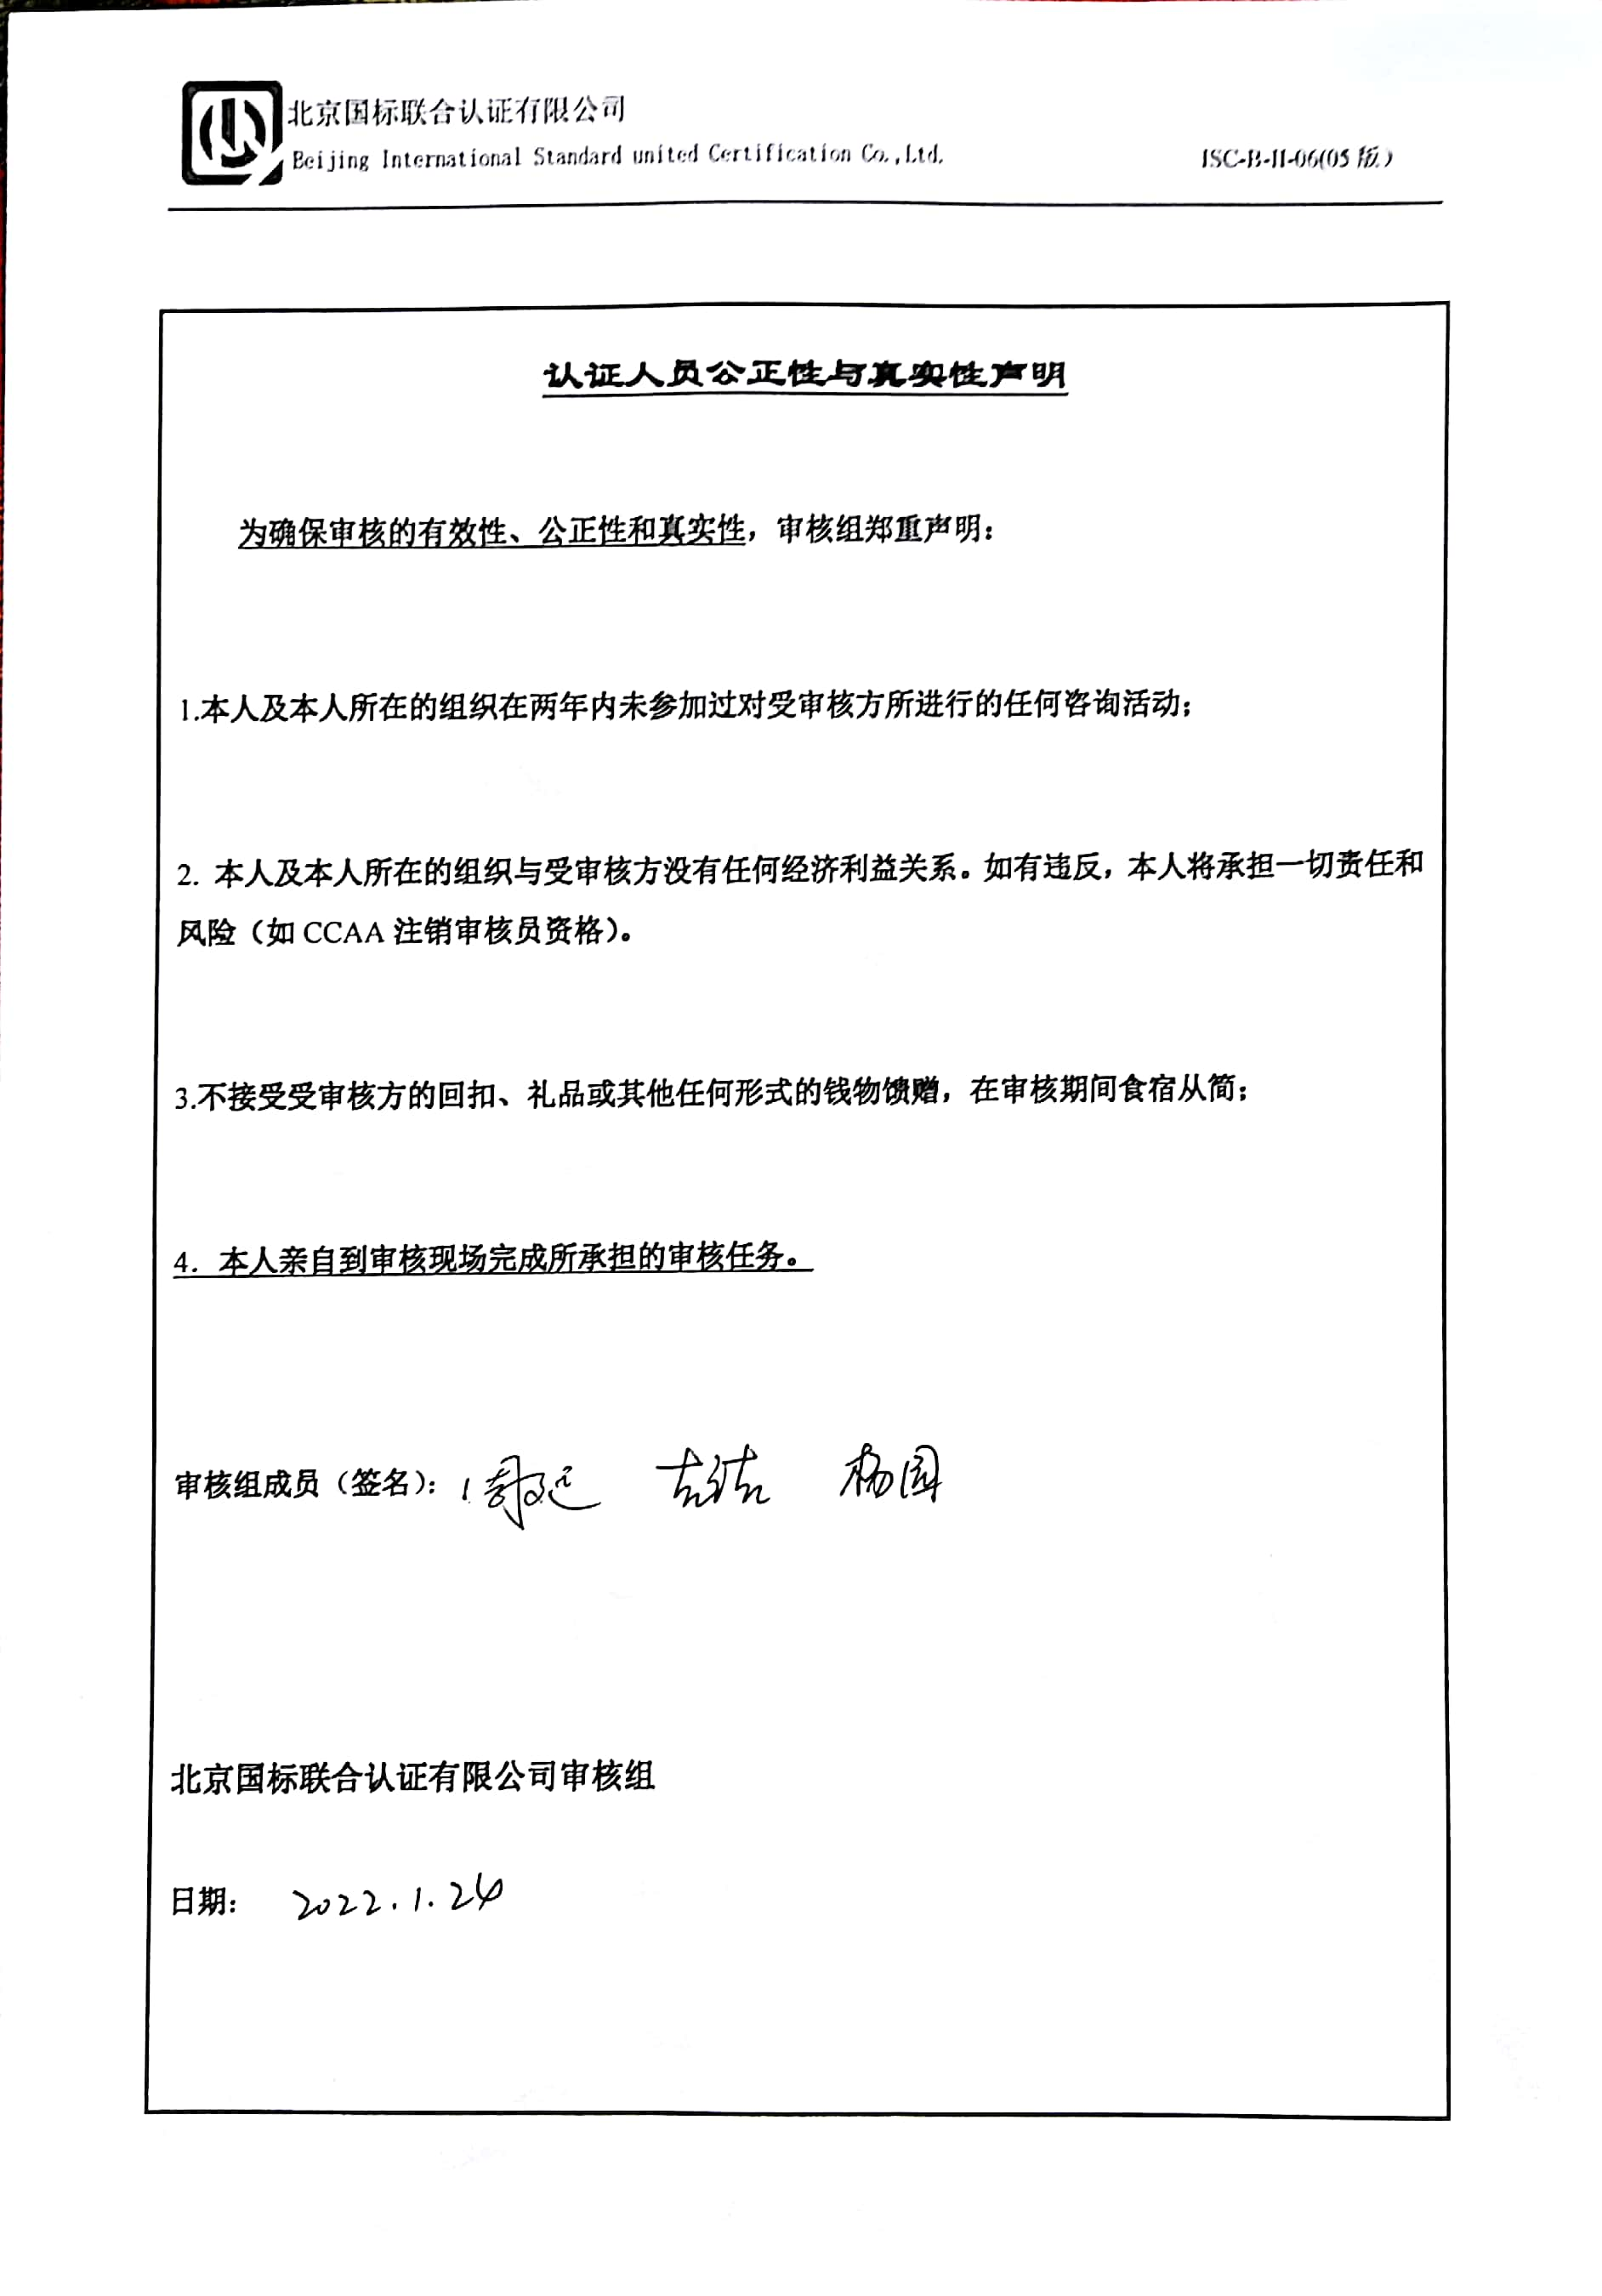 北京国标联合认证有限公司
Beijing International Standard united Certification Co.,Ltd.
ISC-B-II-06(05版)
认证人员公正性与真实性声明
为确保审核的有效性、公正性和真实性，审核组郑重声明：
1.本人及本人所在的组织在两年内未参加过对受审核方所进行的任何咨询活动；
2. 本人及本人所在的组织与受审核方没有任何经济利益关系。如有违反，本人将承担一切责任和
风险（如 CCAA 注销审核员资格）。
3.不接受受审核方的回扣、礼品或其他任何形式的钱物馈赠，在审核期间食宿从简；
4. 本人亲自到审核现场完成所承担的审核任务。
审核组成员（签名）： 吉洁 杨园
北京国标联合认证有限公司审核组
日期： 2022.1.24